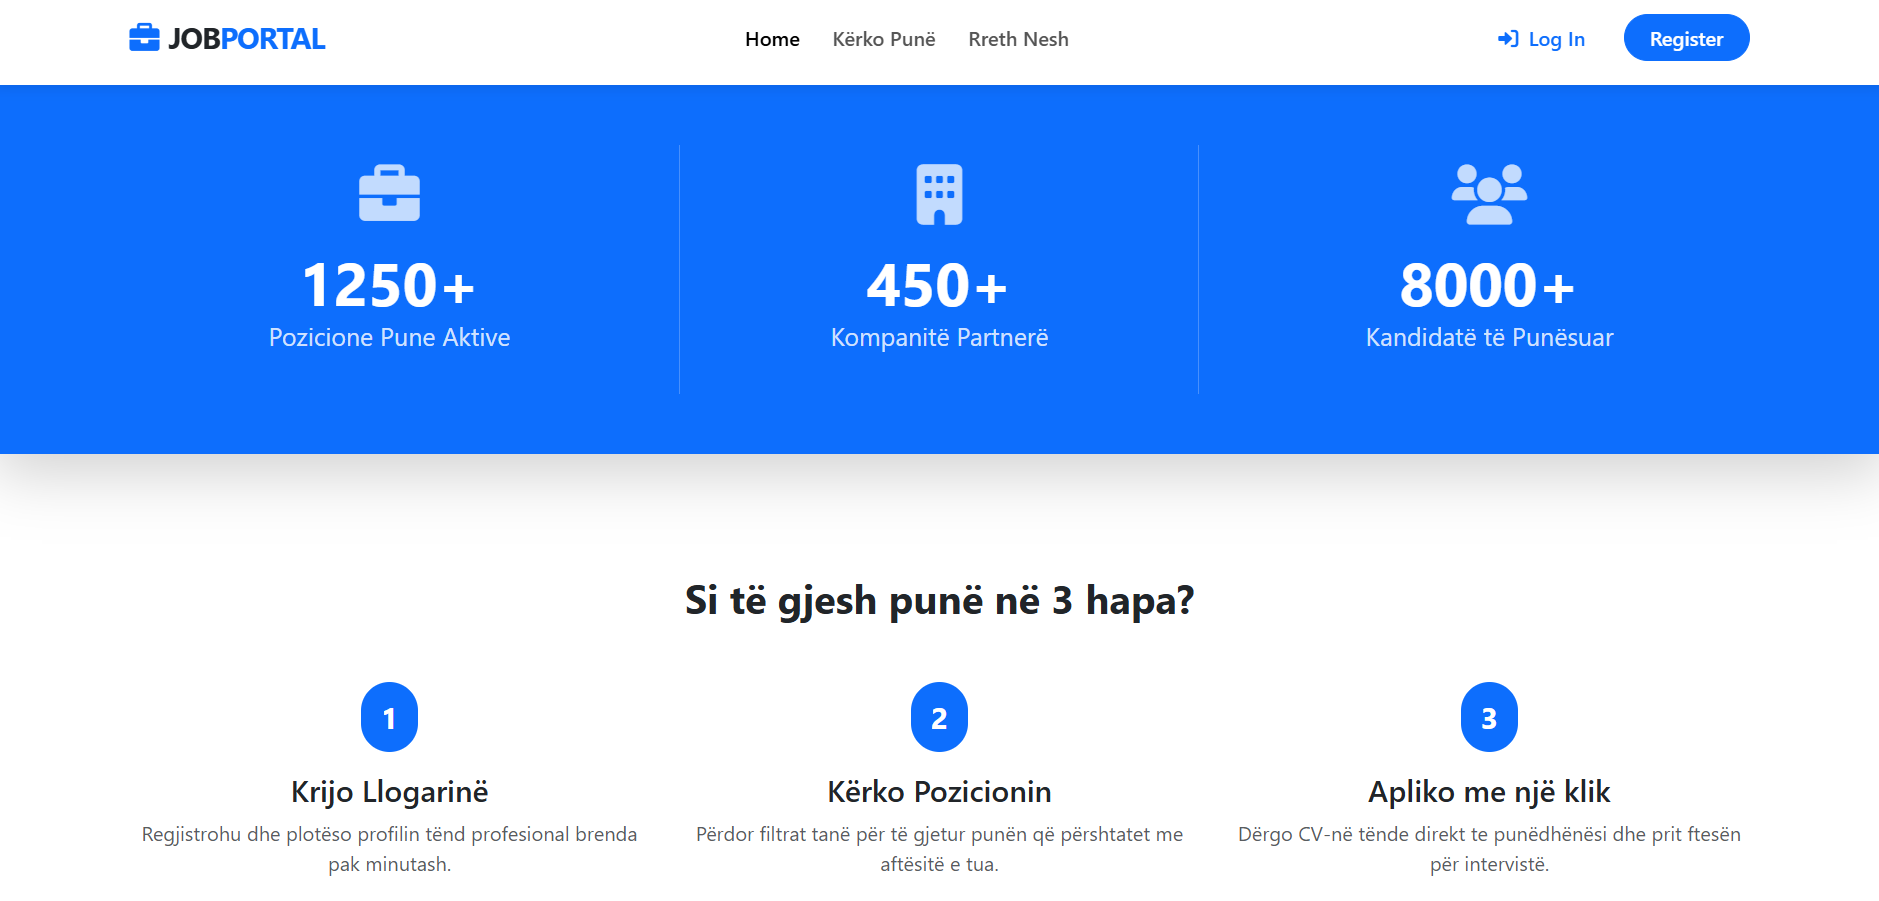 JOBPORTAL
Home
Kërko Punë
Rreth Nesh
Log In
Register
1250+
Pozicione Pune Aktive
450+
Kompanitë Partnerë
8000+
Kandidatë të Punësuar
Si të gjesh punë në 3 hapa?
1
Krijo Llogarinë
Regjistrohu dhe plotëso profilin tënd profesional brenda
pak minutash.
2
Kërko Pozicionin
Përdor filtrat tanë për të gjetur punën që përshtatet me
aftësitë e tua.
3
Apliko me një klik
Dërgo CV-në tënde direkt te punëdhënësi dhe prit ftesën
për intervistë.